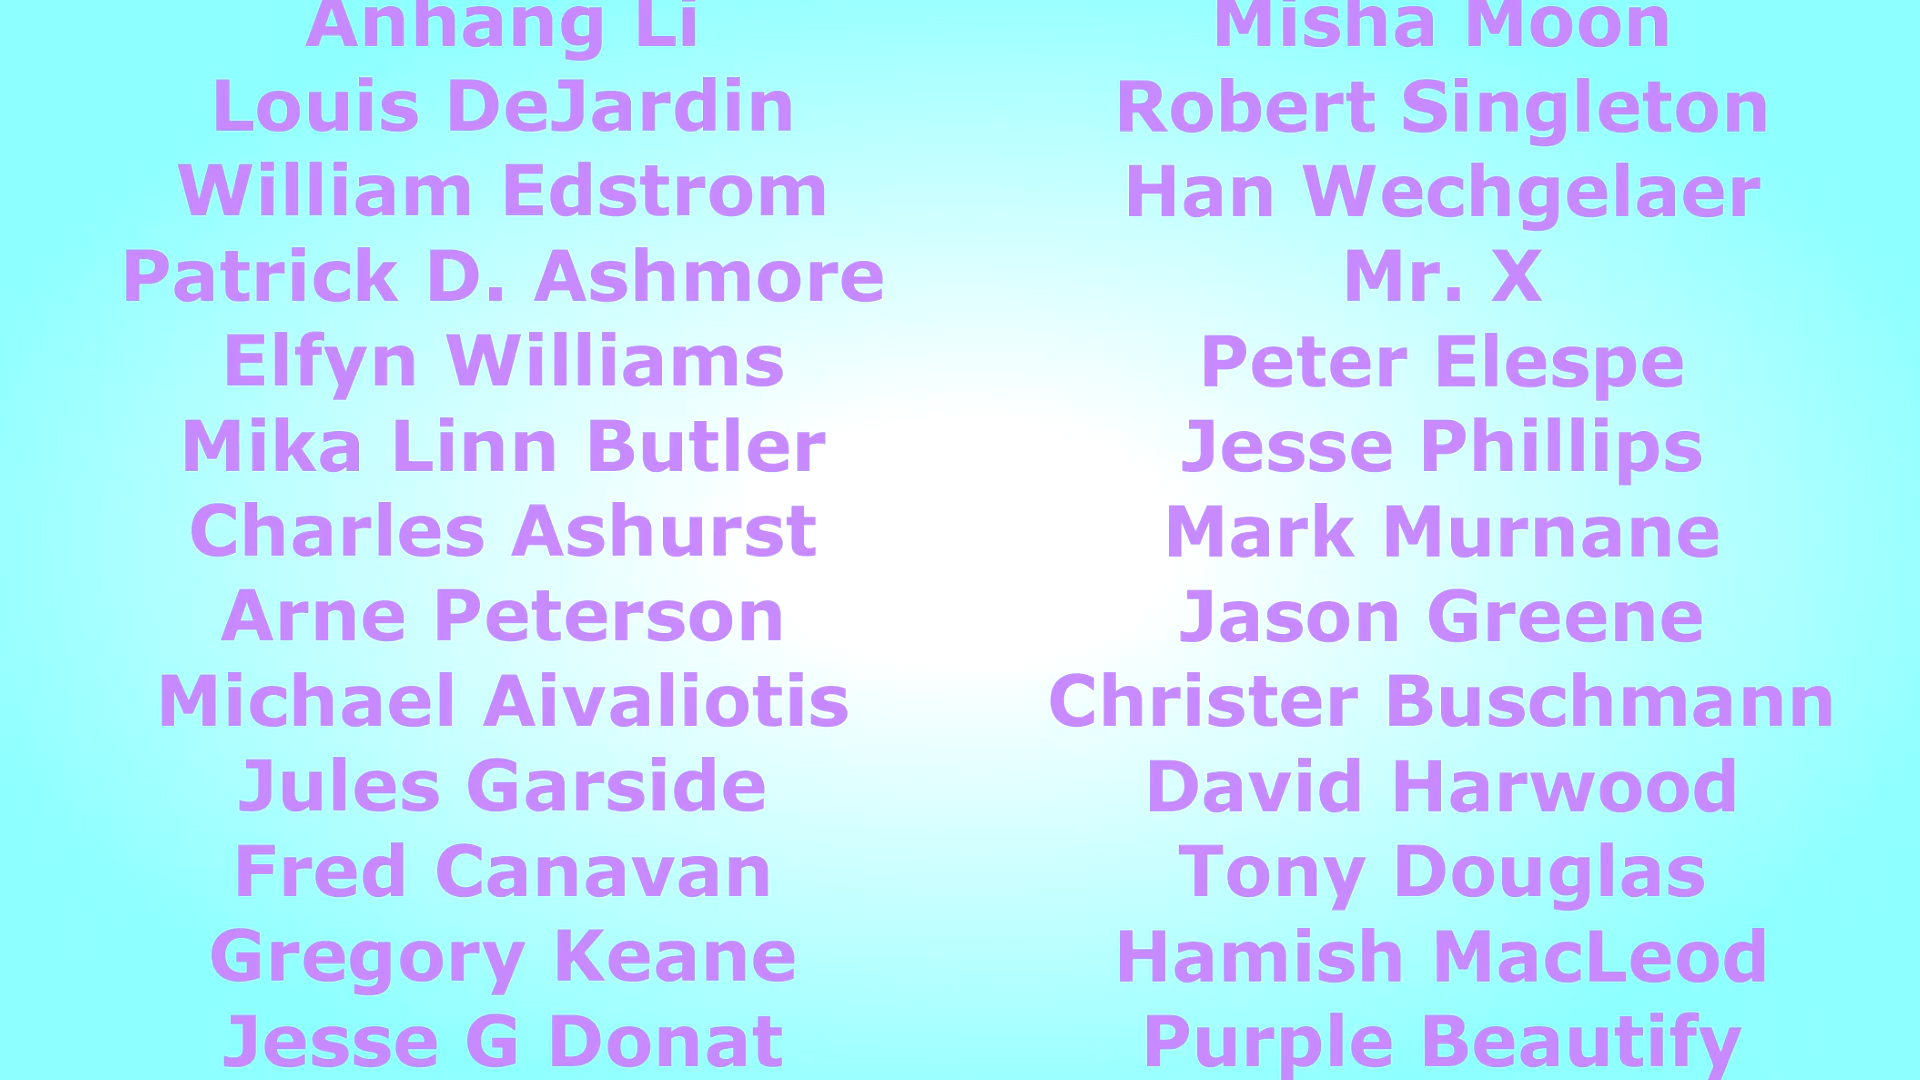 Anhang Li
Louis DeJardin
William Edstrom
Patrick D. Ashmore
Elfyn Williams
Mika Linn Butler
Charles Ashurst
Arne Peterson
Michael Aivaliotis
Jules Garside
Fred Canavan
Gregory Keane
Jesse G Donat
Misha Moon
Robert Singleton
Han Wechgelaer
Mr. X
Peter Elespe
Jesse Phillips
Mark Murnane
Jason Greene
Christer Buschmann
David Harwood
Tony Douglas
Hamish MacLeod
Purple Beautify